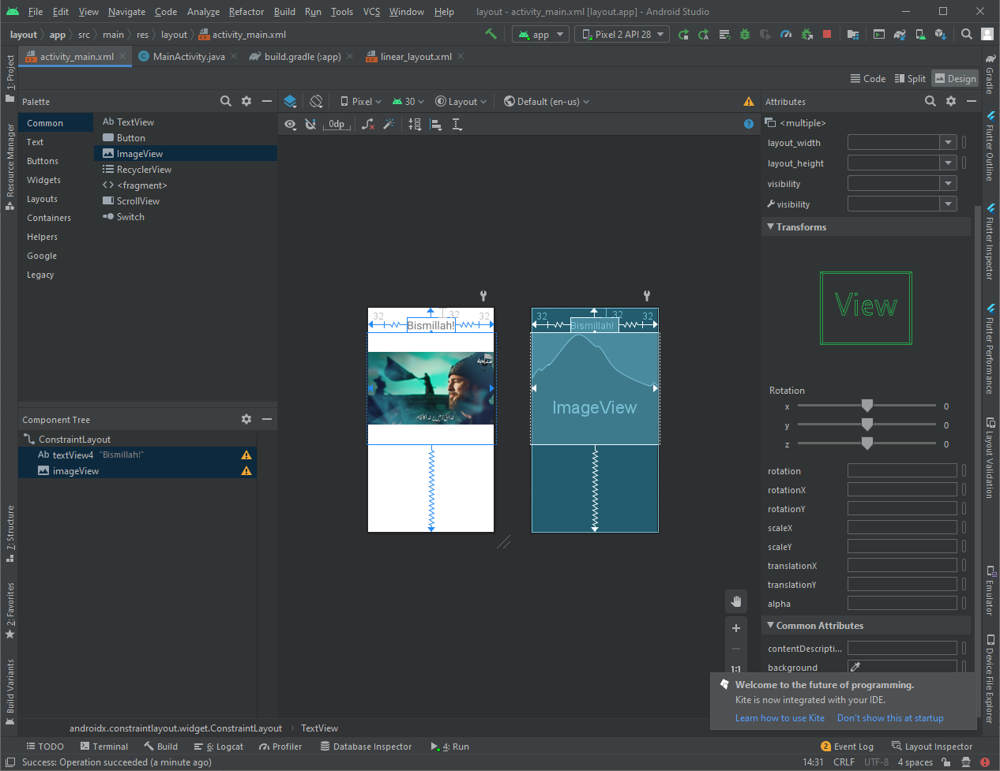 File Edit View Navigate Code Analyze Refactor Build Run Tools VCS Window Help layout - activity_main.xml [layout.app] - Android Studio
layout app src main res layout activity_main.xml app Pixel 2 API 28
activity_main.xml MainActivity.java build.gradle (:app) linear_layout.xml
Code Split Design
1: Project
Resource Manager
7: Structure
2: Favorites
Build Variants
Palette
Common
Text
Buttons
Widgets
Layouts
Containers
Helpers
Google
Legacy
Ab TextView
Button
ImageView
RecyclerView
<fragment>
ScrollView
Switch
Component Tree
ConstraintLayout
Ab textView4 "Bismillah!"
imageView
Pixel 30 Layout Default (en-us)
0dp
32 32 32
Bismillah!
32 32 32
Bismillah!
ImageView
1:1
Attributes
<multiple>
layout_width
layout_height
visibility
visibility
Transforms
View
Rotation
x 0
y 0
z 0
rotation
rotationX
rotationY
scaleX
scaleY
translationX
translationY
alpha
Common Attributes
contentDescripti...
background
Welcome to the future of programming.
Kite is now integrated with your IDE.
Learn how to use Kite Don't show this at startup
Gradle
Flutter Outline
Flutter Inspector
Flutter Performance
Layout Validation
Emulator
Device File Explorer
androidx.constraintlayout.widget.ConstraintLayout TextView
TODO Terminal Build 6: Logcat Profiler Database Inspector 4: Run 2 Event Log Layout Inspector
Success: Operation succeeded (a minute ago) 14:31 CRLF UTF-8 4 spaces